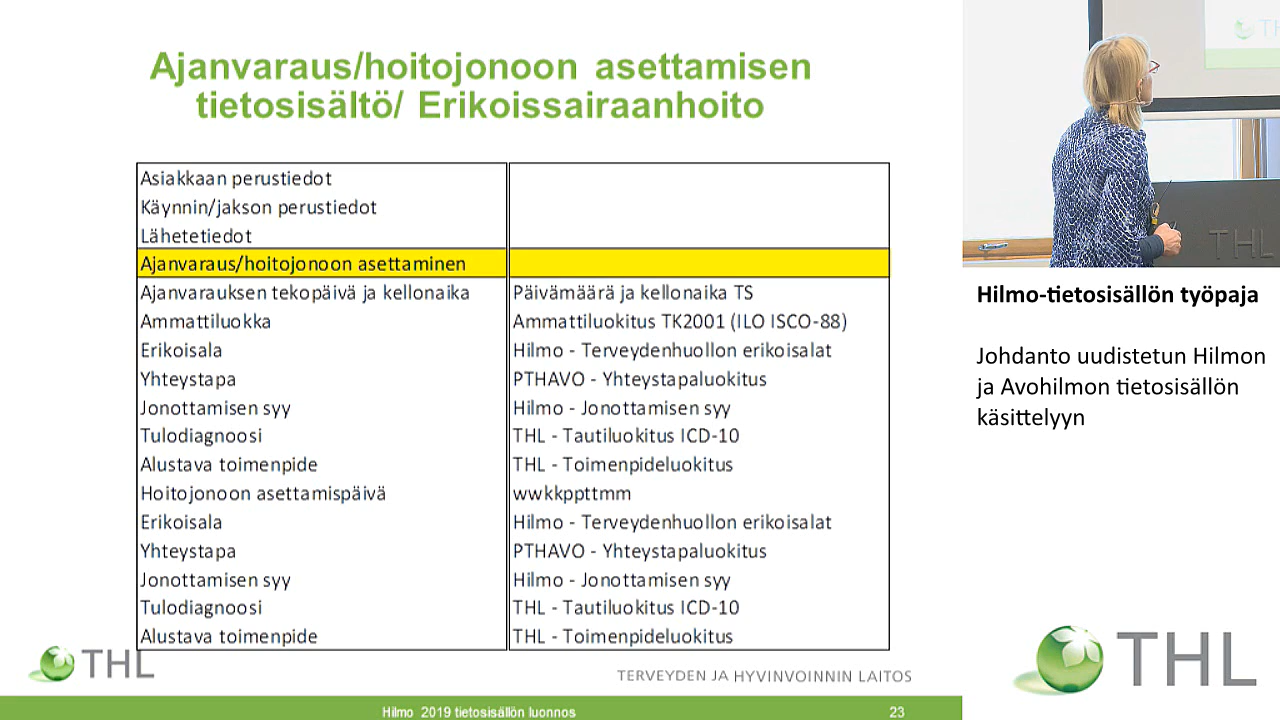 Ajanvaraus/hoitojonoon asettamisen
tietosisältö/ Erikoissairaanhoito
Asiakkaan perustiedot
Käynnin/jakson perustiedot
Lähetetiedot
Ajanvaraus/hoitojonoon asettaminen
Ajanvarauksen tekopäivä ja kellonaika Päivämäärä ja kellonaika TS
Ammattiluokka Ammattiluokitus TK2001 (ILO ISCO-88)
Erikoisala Hilmo - Terveydenhuollon erikoisalat
Yhteystapa PTHAVO - Yhteystapaluokitus
Jonottamisen syy Hilmo - Jonottamisen syy
Tulodiagnoosi THL - Tautiluokitus ICD-10
Alustava toimenpide THL - Toimenpideluokitus
Hoitojonoon asettamispäivä wwkkppttmm
Erikoisala Hilmo - Terveydenhuollon erikoisalat
Yhteystapa PTHAVO - Yhteystapaluokitus
Jonottamisen syy Hilmo - Jonottamisen syy
Tulodiagnoosi THL - Tautiluokitus ICD-10
Alustava toimenpide THL - Toimenpideluokitus
THL
TERVEYDEN JA HYVINVOINNIN LAITOS
Hilmo 2019 tietosisällön luonnos 23
THL
Hilmo-tietosisällön työpaja
Johdanto uudistetun Hilmon
ja Avohilmon tietosisällön
käsittelyyn
THL